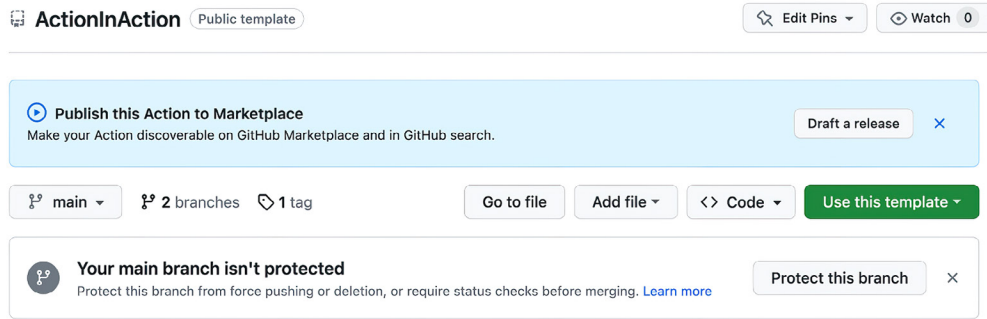 ActionInAction Public template Edit Pins Watch 0
Publish this Action to Marketplace
Make your Action discoverable on GitHub Marketplace and in GitHub search.
Draft a release
main 2 branches 1 tag Go to file Add file <> Code Use this template
Your main branch isn't protected
Protect this branch from force pushing or deletion, or require status checks before merging. Learn more
Protect this branch